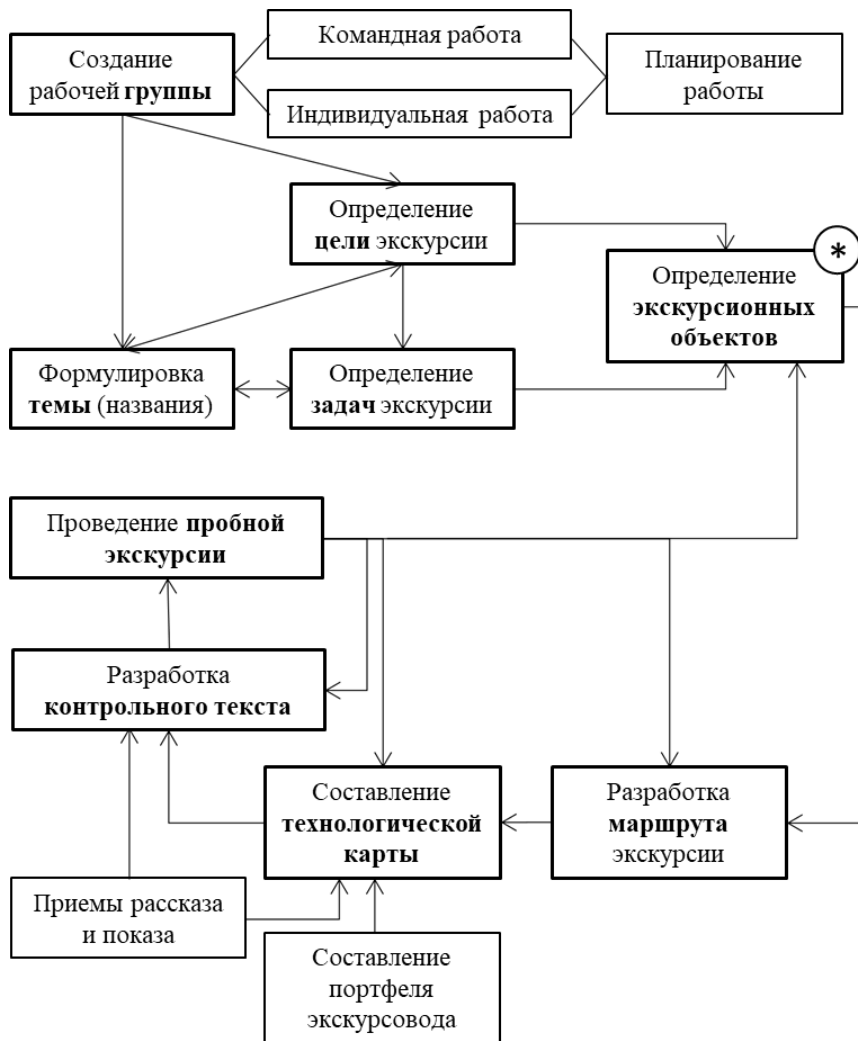 Создание
рабочей группы
Командная работа
Индивидуальная работа
Планирование
работы
Определение
цели экскурсии
*
Определение
экскурсионных
объектов
Формулировка
темы (названия)
Определение
задач экскурсии
Проведение пробной
экскурсии
Разработка
контрольного текста
Составление
технологической
карты
Разработка
маршрута
экскурсии
Приемы рассказа
и показа
Составление
портфеля
экскурсовода